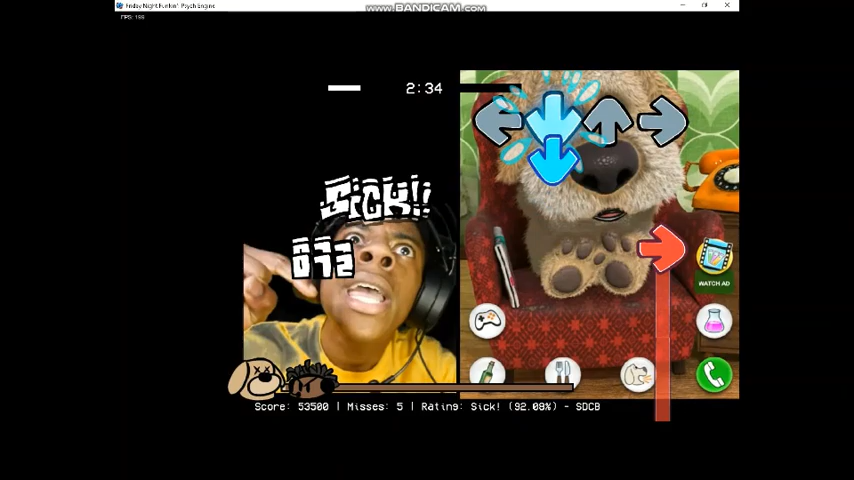 Friday Night Funkin': Psych Engine
www.BANDICAM.com
FPS: 199
2:34
SiCK!!
072
WATCH AD
Score: 53500 | Misses: 5 | Rating: Sick! (92.08%) - SDCB